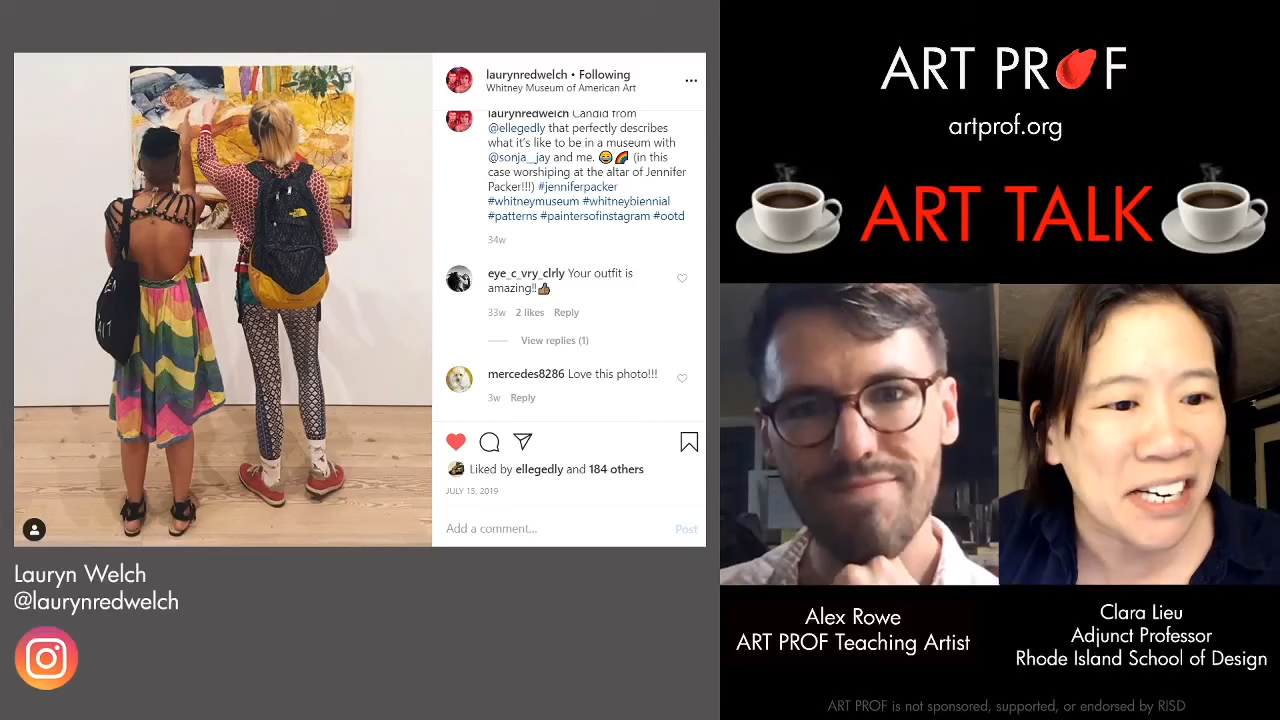 laurynredwelch • Following
Whitney Museum of American Art
laurynredwelch Candid from
@ellegedly that perfectly describes
what it's like to be in a museum with
@sonja__jay and me. 😂🌈 (in this
case worshiping at the altar of Jennifer
Packer!!!) #jenniferpacker
#whitneymuseum #whitneybiennial
#patterns #paintersofinstagram #ootd
34w
eye_c_vry_clrly Your outfit is
amazing!!👍🏾
33w 2 likes Reply
View replies (1)
mercedes8286 Love this photo!!!
3w Reply
Liked by ellegedly and 184 others
JULY 15, 2019
Add a comment... Post
Lauryn Welch
@laurynredwelch
ART PROF
artprof.org
ART TALK
Alex Rowe
ART PROF Teaching Artist
Clara Lieu
Adjunct Professor
Rhode Island School of Design
ART PROF is not sponsored, supported, or endorsed by RISD